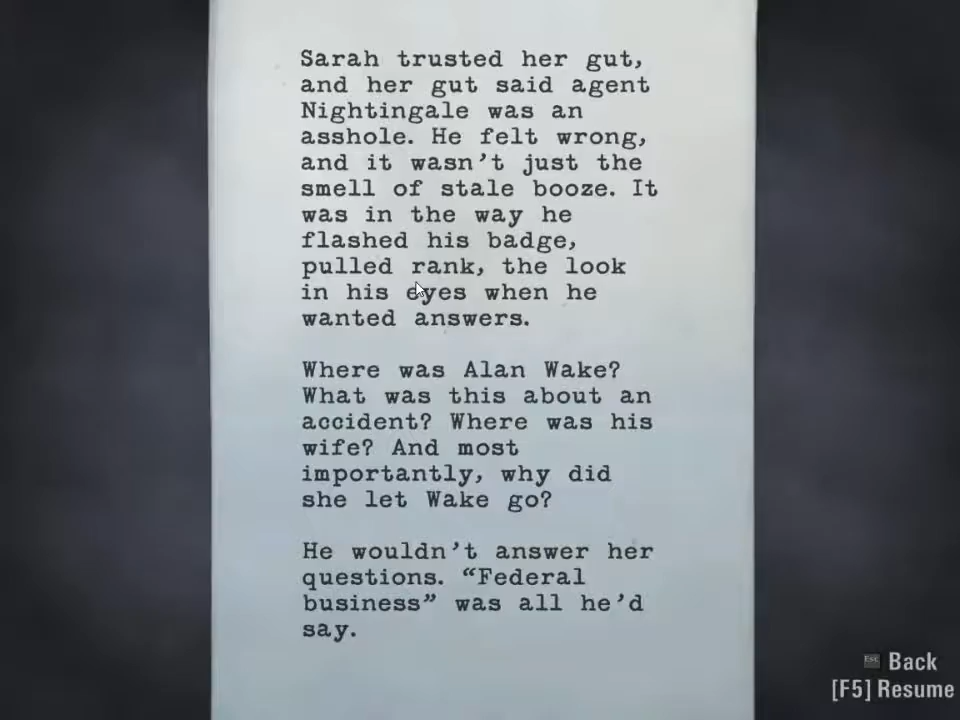 Sarah trusted her gut,
and her gut said agent
Nightingale was an
asshole. He felt wrong,
and it wasn't just the
smell of stale booze. It
was in the way he
flashed his badge,
pulled rank, the look
in his eyes when he
wanted answers.
Where was Alan Wake?
What was this about an
accident? Where was his
wife? And most
importantly, why did
she let Wake go?
He wouldn't answer her
questions. “Federal
business” was all he'd
say.
Esc Back
[F5] Resume